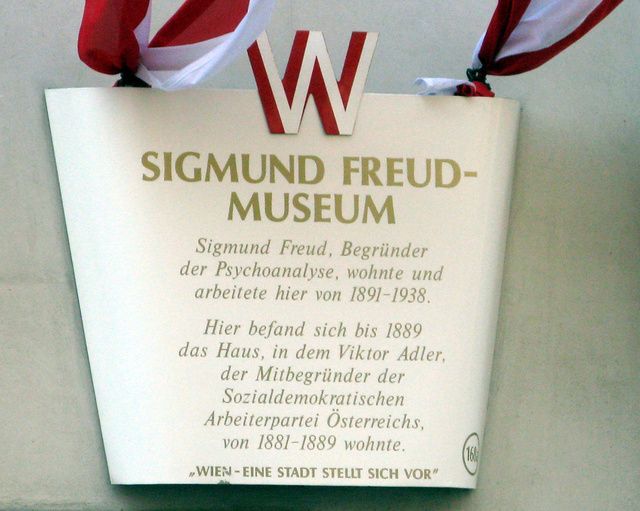 W
SIGMUND FREUD-
MUSEUM
Sigmund Freud, Begründer
der Psychoanalyse, wohnte und
arbeitete hier von 1891-1938.
Hier befand sich bis 1889
das Haus, in dem Viktor Adler,
der Mitbegründer der
Sozialdemokratischen
Arbeiterpartei Österreichs,
von 1881-1889 wohnte.
„WIEN-EINE STADT STELLT SICH VOR"